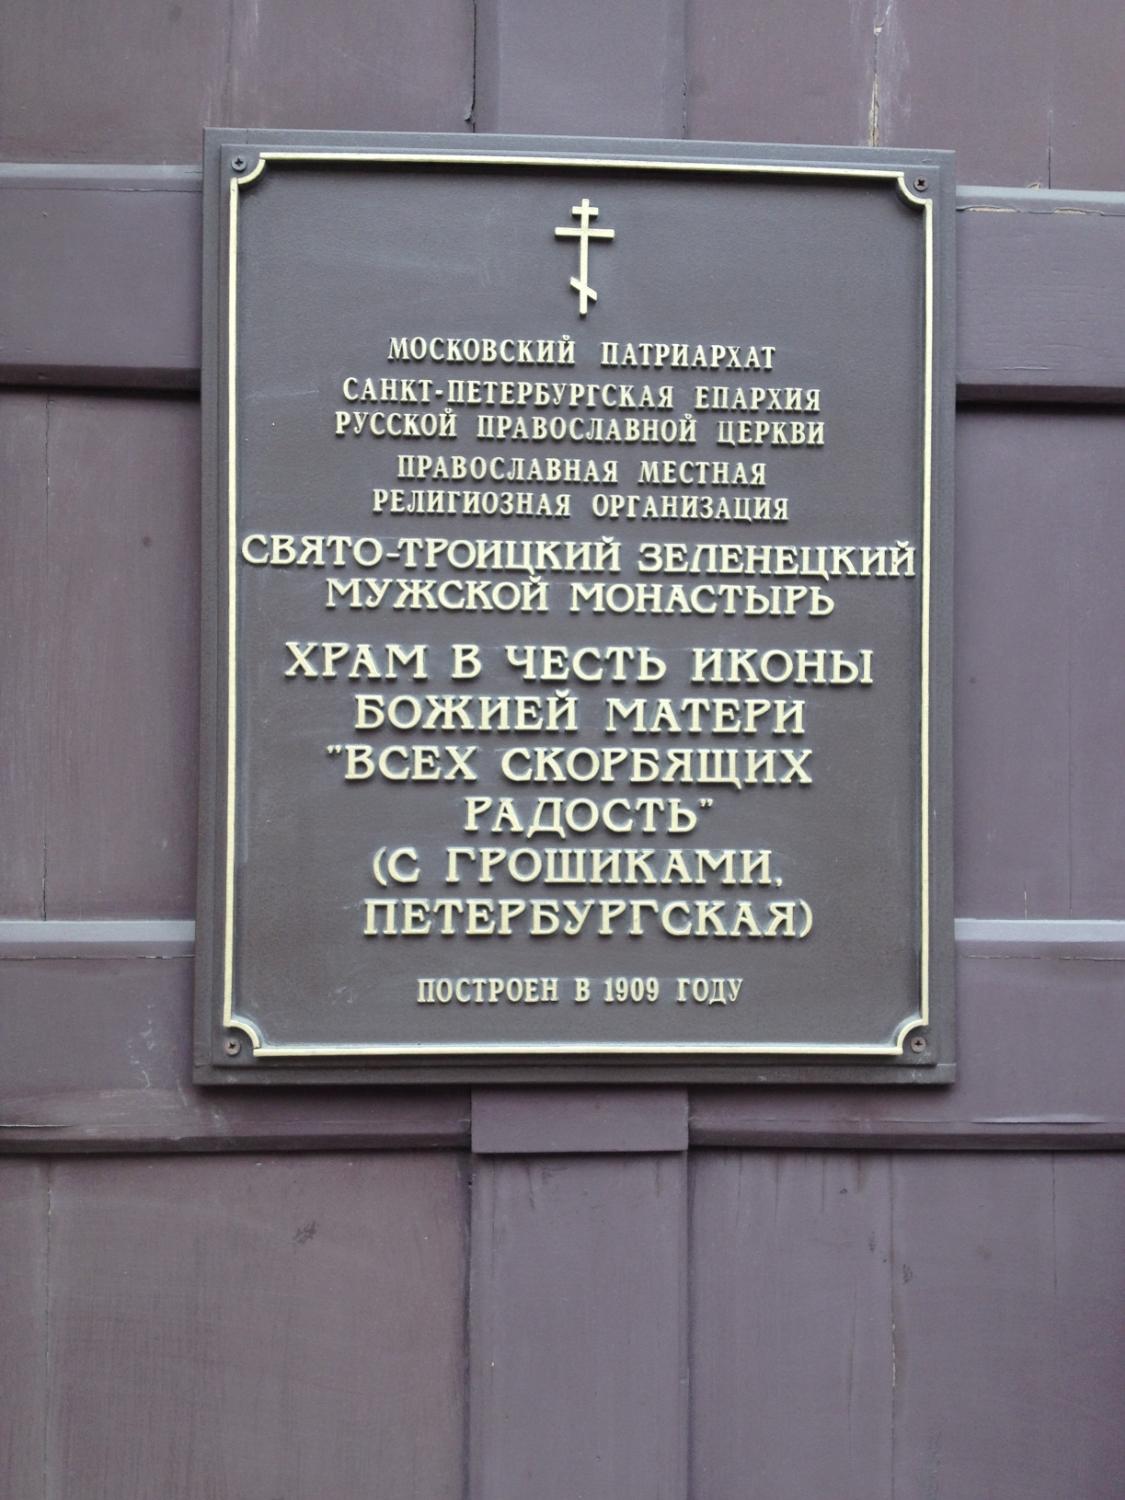 МОСКОВСКИЙ ПАТРИАРХАТ
САНКТ-ПЕТЕРБУРГСКАЯ ЕПАРХИЯ
РУССКОЙ ПРАВОСЛАВНОЙ ЦЕРКВИ
ПРАВОСЛАВНАЯ МЕСТНАЯ
РЕЛИГИОЗНАЯ ОРГАНИЗАЦИЯ
СВЯТО-ТРОИЦКИЙ ЗЕЛЕНЕЦКИЙ
МУЖСКОЙ МОНАСТЫРЬ
ХРАМ В ЧЕСТЬ ИКОНЫ
БОЖИЕЙ МАТЕРИ
"ВСЕХ СКОРБЯЩИХ
РАДОСТЬ"
(С ГРОШИКАМИ,
ПЕТЕРБУРГСКАЯ)
ПОСТРОЕН В 1909 ГОДУ